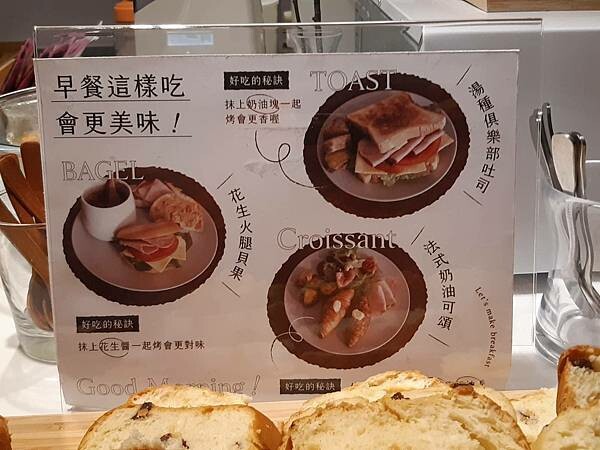 早餐這樣吃
會更美味！
好吃的秘訣
抹上奶油塊一起
烤會更香喔
TOAST
湯種俱樂部吐司
BAGEL
花生火腿貝果
好吃的秘訣
抹上花生醬一起烤會更對味
Croissant
法式奶油可頌
Let's make breakfast
Good Morning!
好吃的秘訣